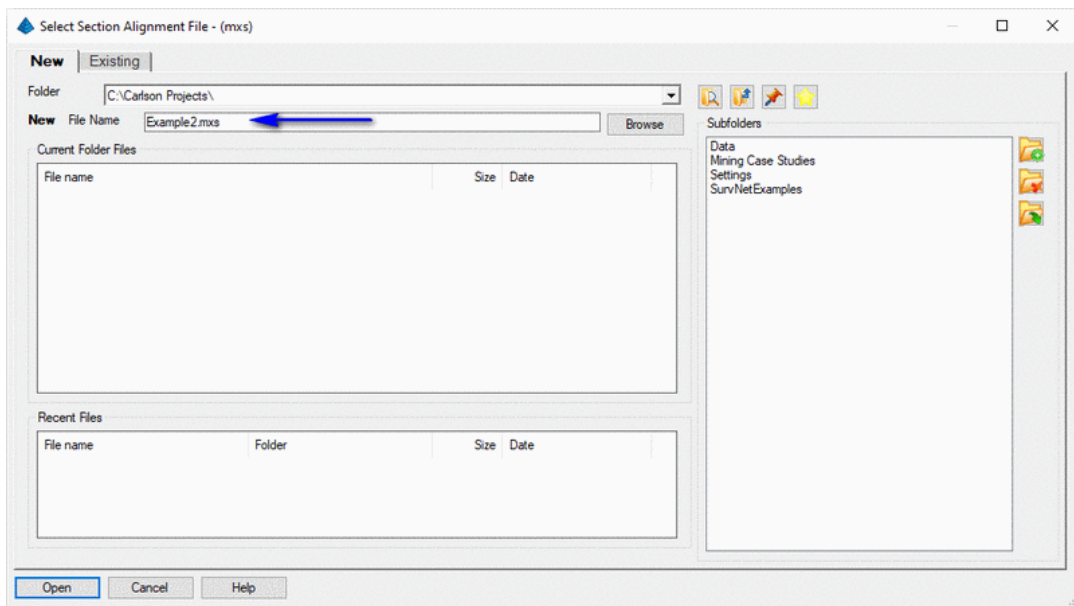 Select Section Alignment File - (mxs)
New Existing
Folder C:\Carlson Projects\
New File Name Example2.mxs Browse
Current Folder Files
File name Size Date
Recent Files
File name Folder Size Date
Subfolders
Data
Mining Case Studies
Settings
SurvNetExamples
Open Cancel Help